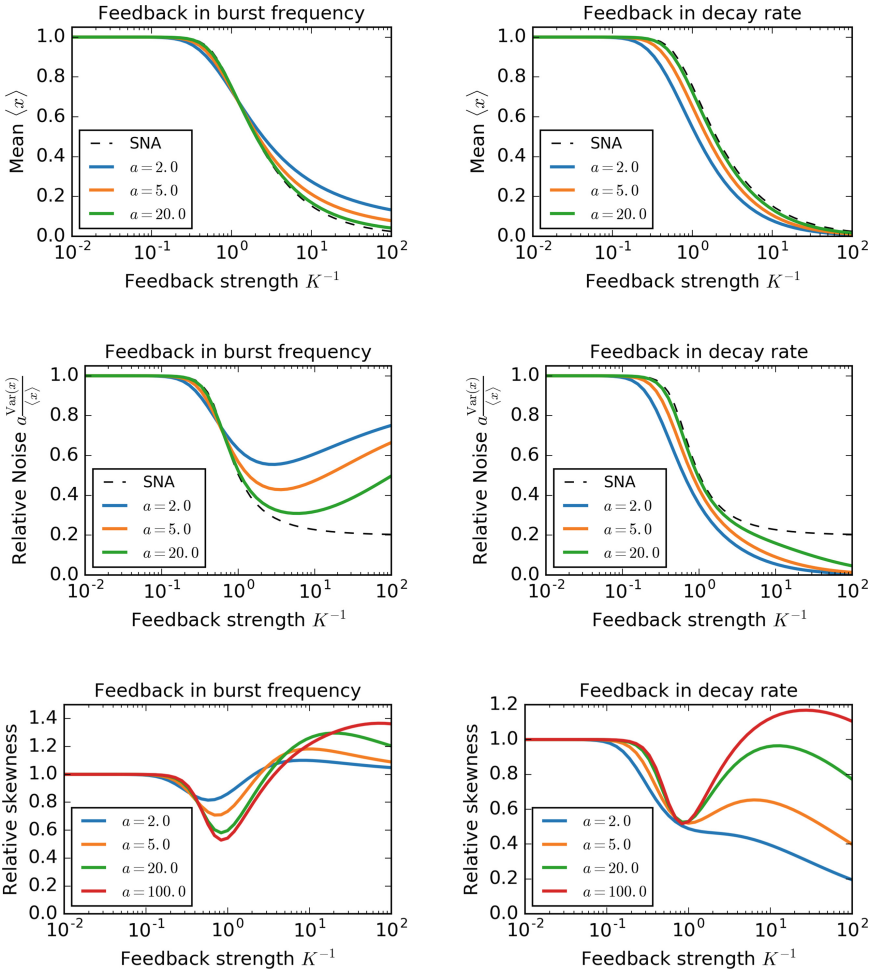 Feedback in burst frequency
Mean ⟨x⟩
1.0
0.8
0.6
0.4
0.2
0.0
SNA
a = 2.0
a = 5.0
a = 20.0
10^-2 10^-1 10^0 10^1 10^2
Feedback strength K^-1
Feedback in decay rate
Mean ⟨x⟩
1.0
0.8
0.6
0.4
0.2
0.0
SNA
a = 2.0
a = 5.0
a = 20.0
10^-2 10^-1 10^0 10^1 10^2
Feedback strength K^-1
Feedback in burst frequency
Relative Noise a Var(x)/⟨x⟩
1.0
0.8
0.6
0.4
0.2
0.0
SNA
a = 2.0
a = 5.0
a = 20.0
10^-2 10^-1 10^0 10^1 10^2
Feedback strength K^-1
Feedback in decay rate
Relative Noise a Var(x)/⟨x⟩
1.0
0.8
0.6
0.4
0.2
0.0
SNA
a = 2.0
a = 5.0
a = 20.0
10^-2 10^-1 10^0 10^1 10^2
Feedback strength K^-1
Feedback in burst frequency
Relative skewness
1.4
1.2
1.0
0.8
0.6
0.4
0.2
0.0
a = 2.0
a = 5.0
a = 20.0
a = 100.0
10^-2 10^-1 10^0 10^1 10^2
Feedback strength K^-1
Feedback in decay rate
Relative skewness
1.2
1.0
0.8
0.6
0.4
0.2
0.0
a = 2.0
a = 5.0
a = 20.0
a = 100.0
10^-2 10^-1 10^0 10^1 10^2
Feedback strength K^-1